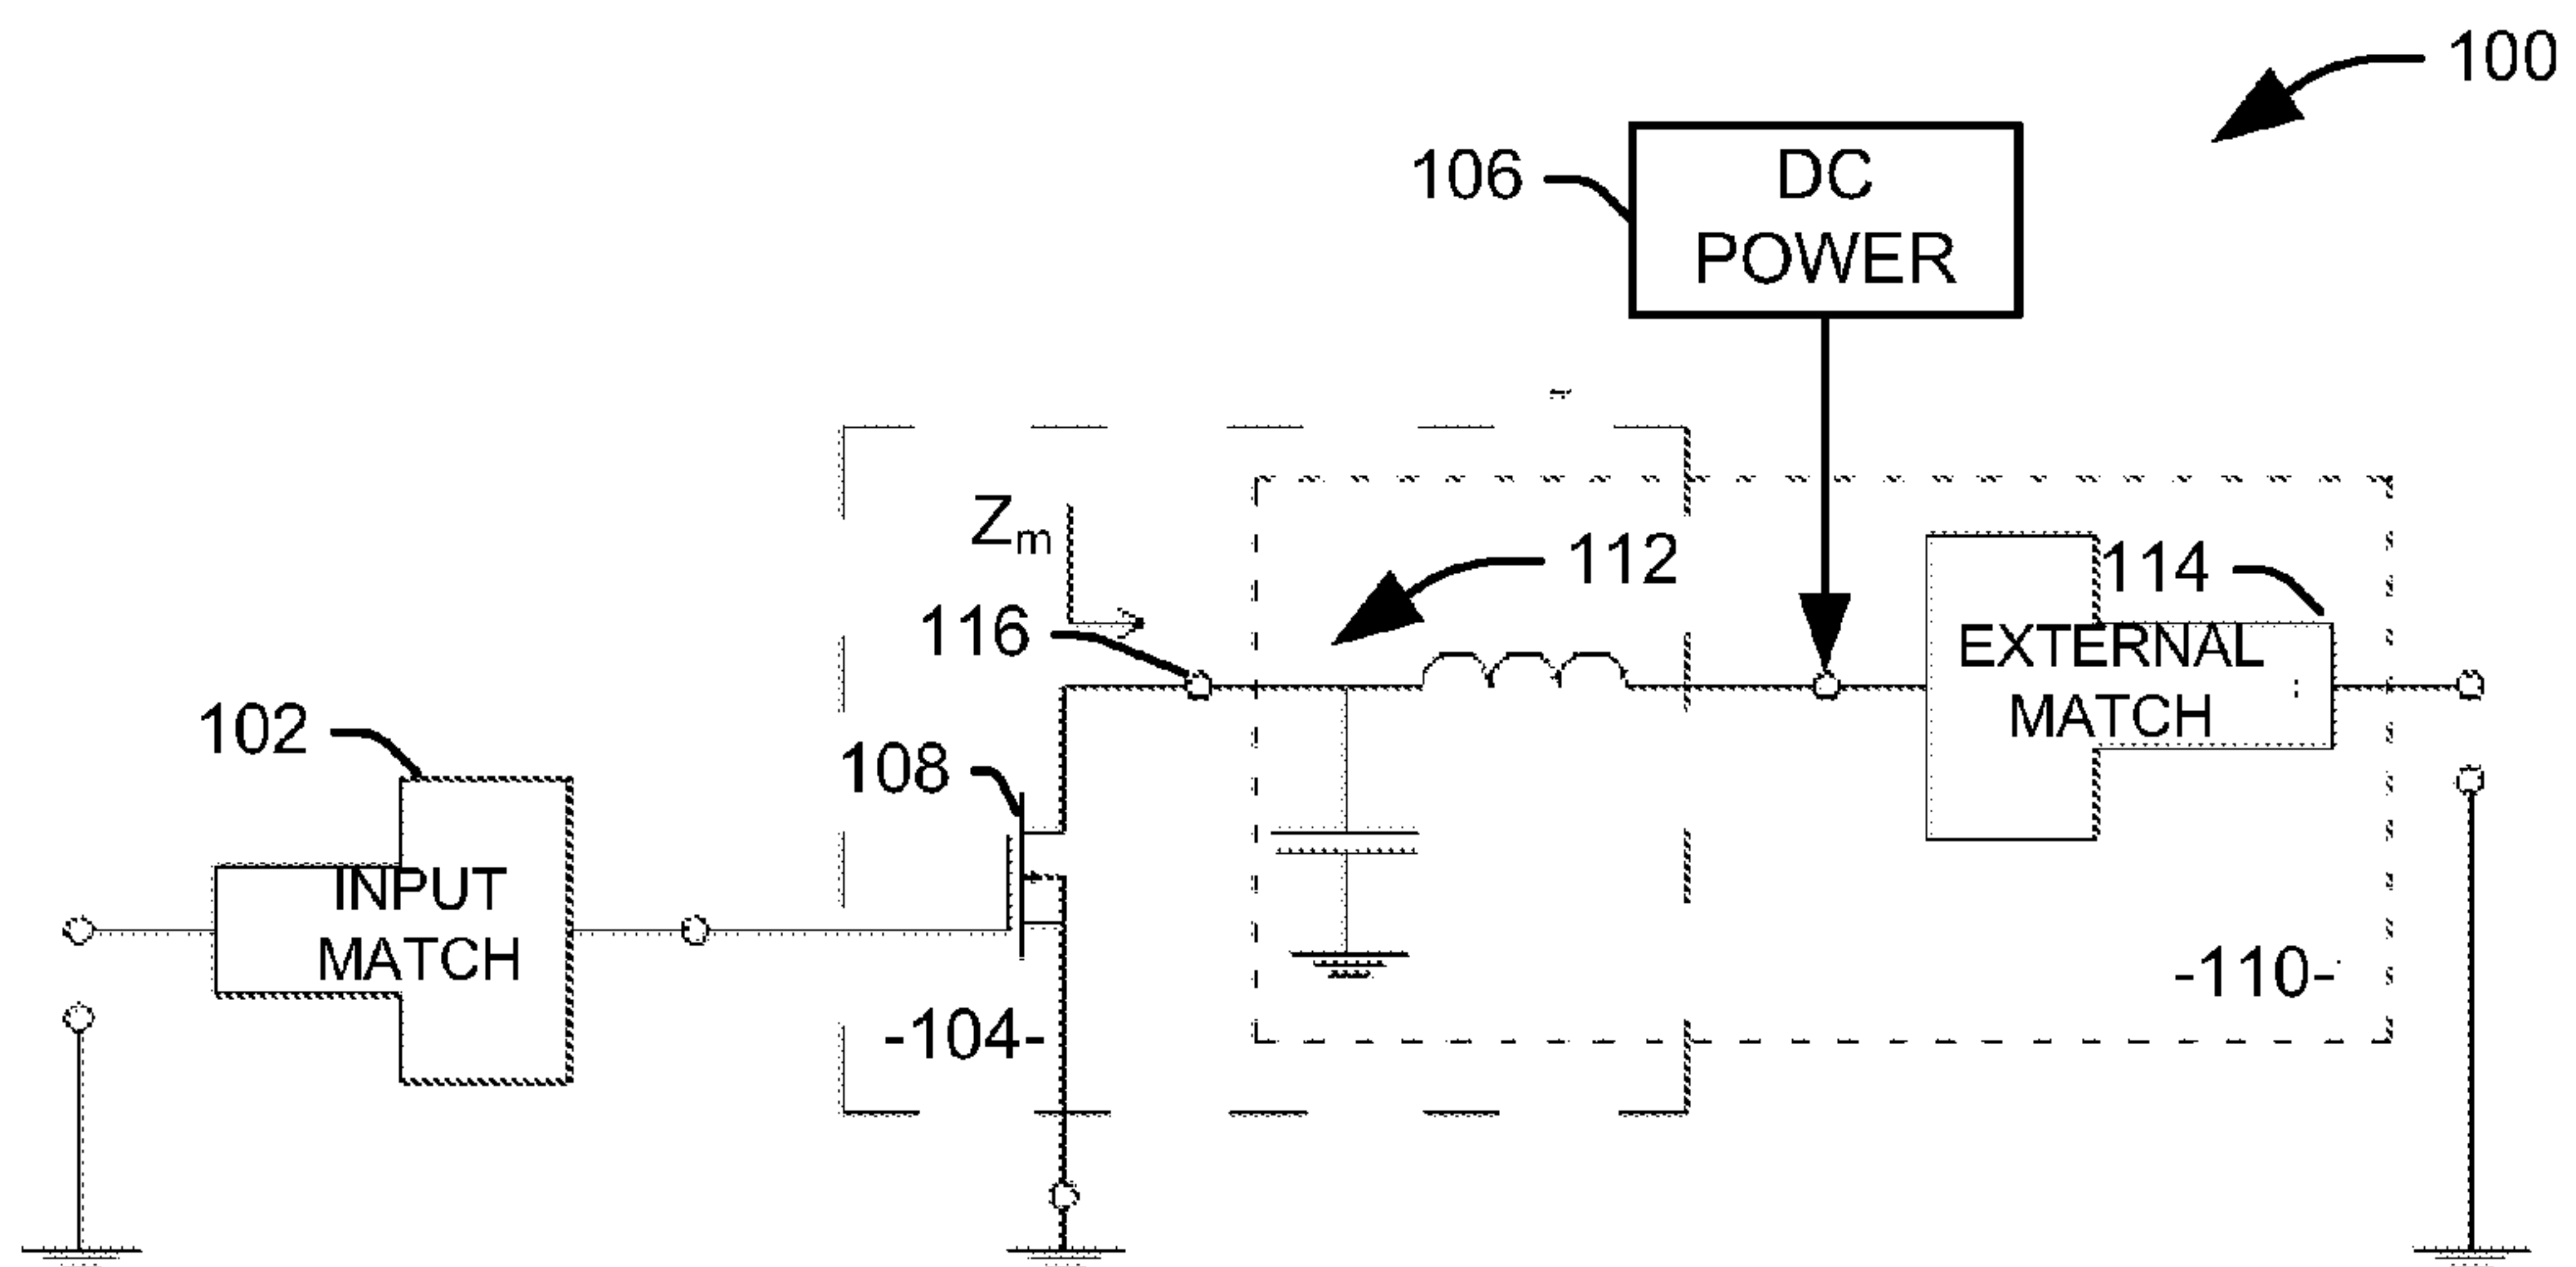 100
106
DC
POWER
Zm
112
114
116
EXTERNAL
MATCH
102
108
INPUT
MATCH
-110-
-104-